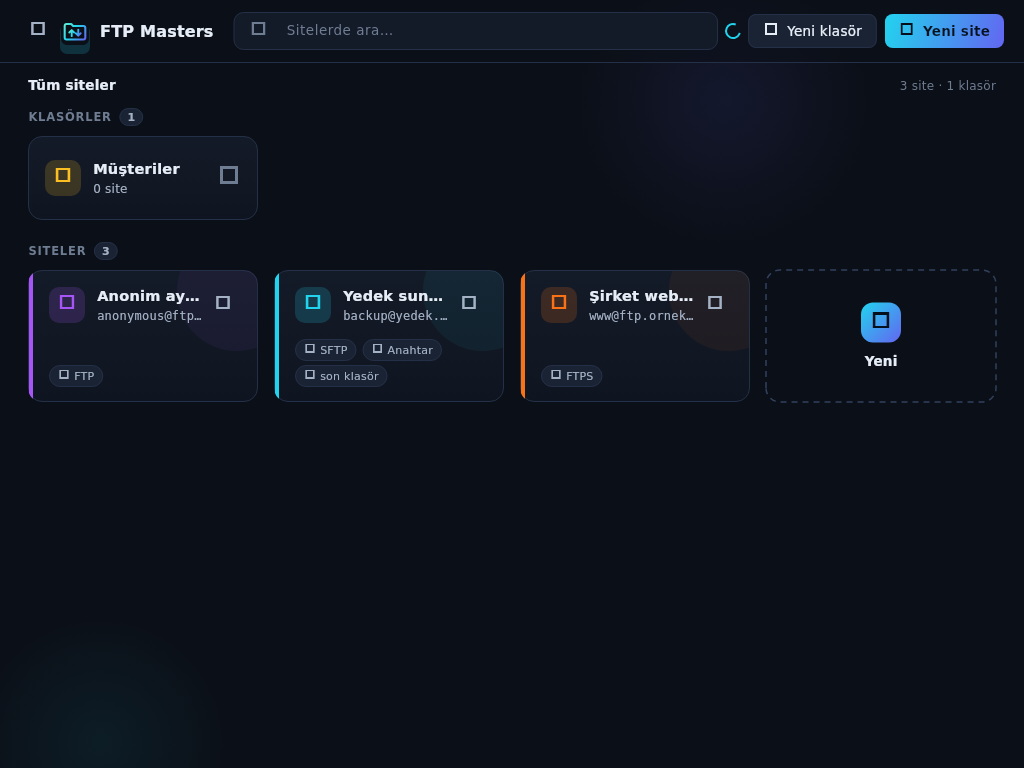 FTP Masters
Sitelerde ara…
Yeni klasör
Yeni site
Tüm siteler
3 site · 1 klasör
KLASÖRLER 1
Müşteriler
0 site
SITELER 3
Anonim ay…
anonymous@ftp…
FTP
Yedek sun…
backup@yedek.…
SFTP
Anahtar
son klasör
Şirket web…
www@ftp.ornek…
FTPS
Yeni